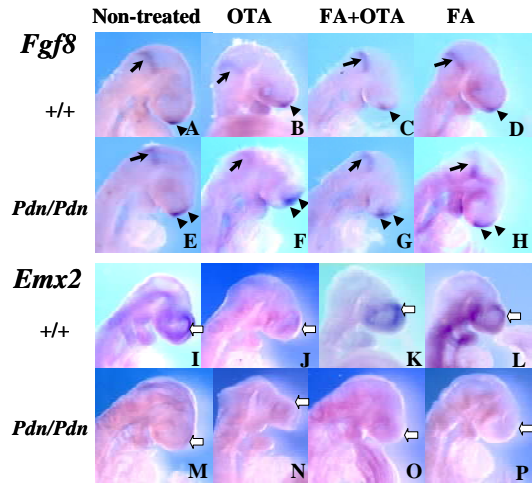 Non-treated OTA FA+OTA FA
Fgf8
+/+
A B C D
Pdn/Pdn
E F G H
Emx2
+/+
I J K L
Pdn/Pdn
M N O P